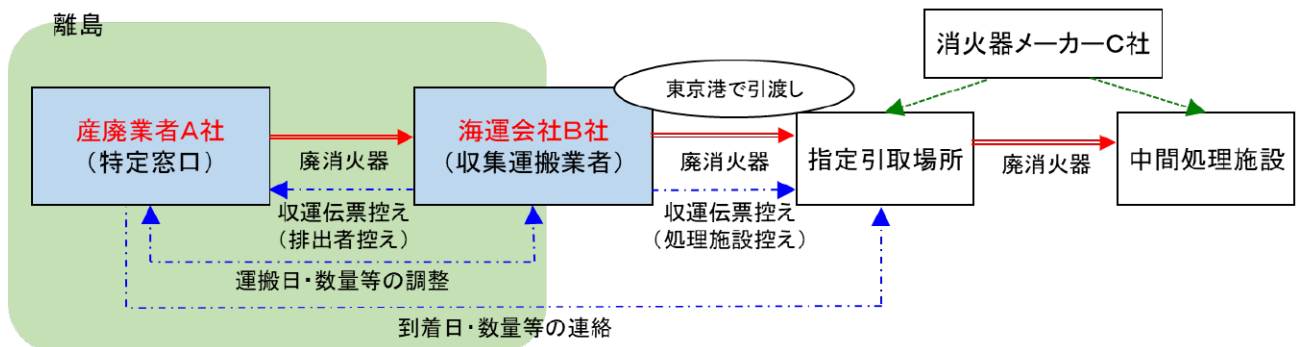 離島
消火器メーカーC社
東京港で引渡し
産廃業者A社
(特定窓口)
廃消火器
海運会社B社
(収集運搬業者)
廃消火器
指定引取場所
廃消火器
中間処理施設
収運伝票控え
(排出者控え)
収運伝票控え
(処理施設控え)
運搬日・数量等の調整
到着日・数量等の連絡